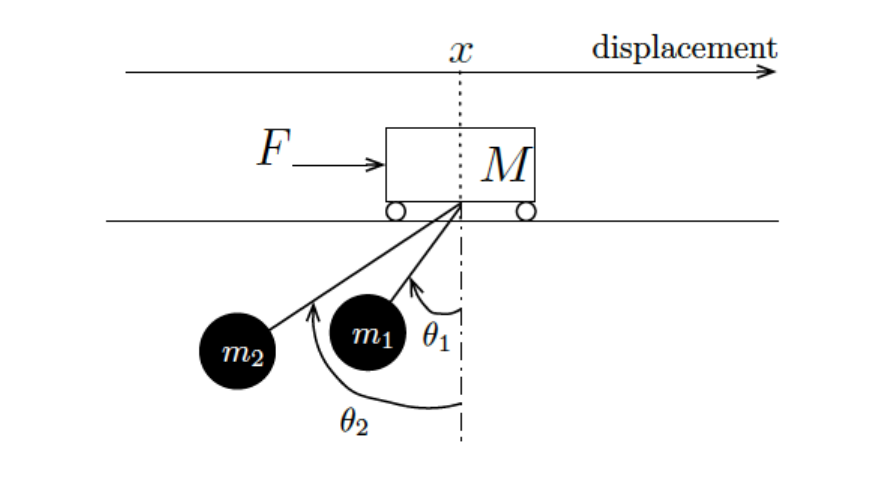 x
displacement
F
M
m₁
θ₁
m₂
θ₂